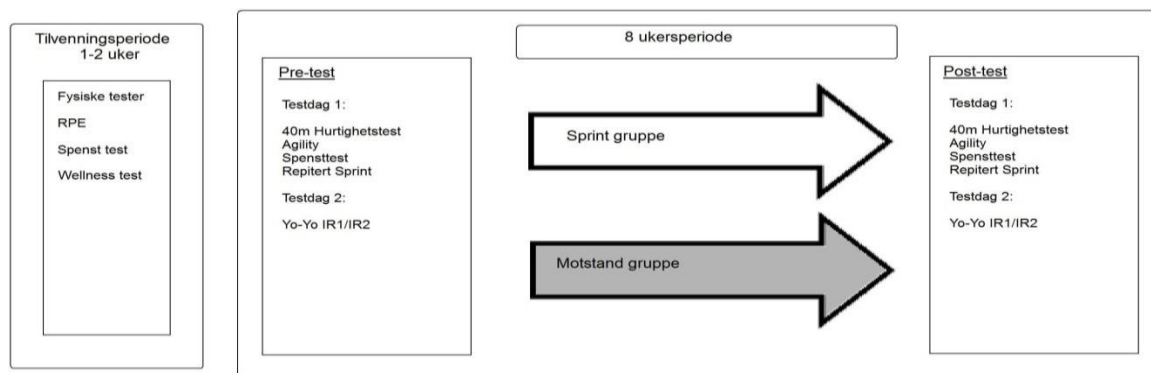 Tilvenningsperiode
1-2 uker
Fysiske tester
RPE
Spenst test
Wellness test
8 ukersperiode
Pre-test
Testdag 1:
40m Hurtighetstest
Agility
Spensttest
Repitert Sprint
Testdag 2:
Yo-Yo IR1/IR2
Sprint gruppe
Motstand gruppe
Post-test
Testdag 1:
40m Hurtighetstest
Agility
Spensttest
Repitert Sprint
Testdag 2:
Yo-Yo IR1/IR2